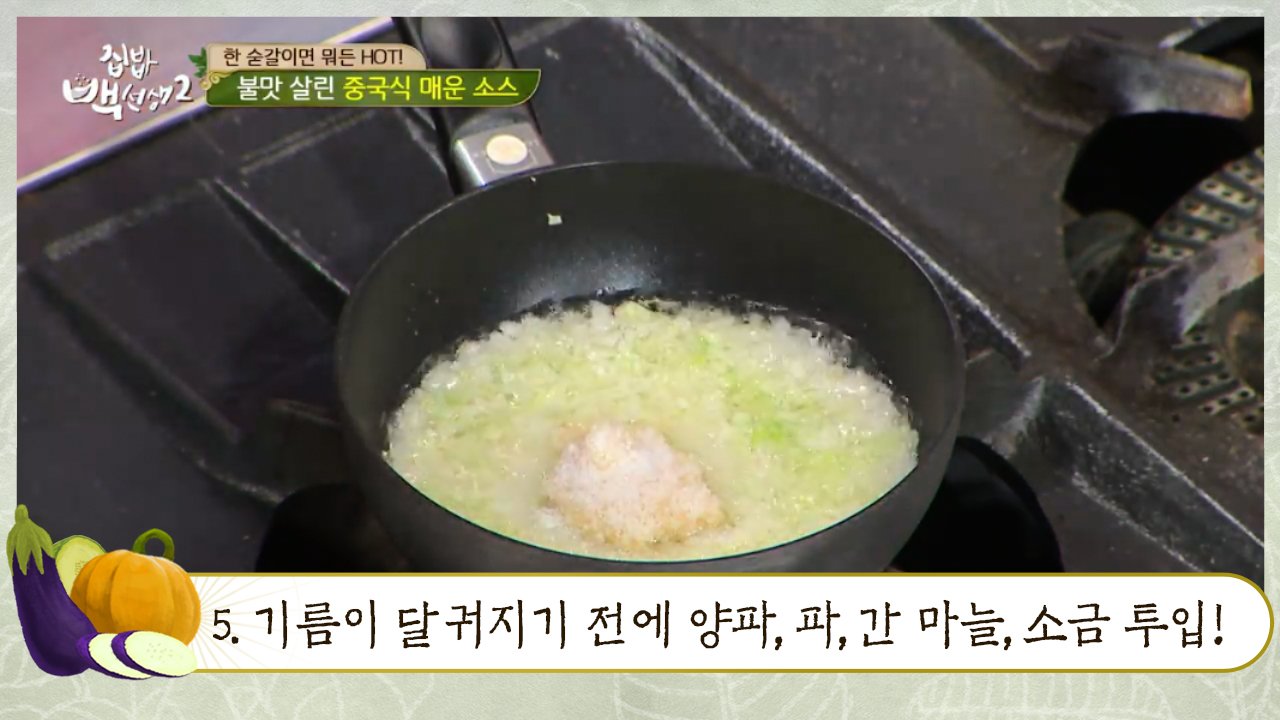 집밥
백선생2
한 숟갈이면 뭐든 HOT!
불맛 살린 중국식 매운 소스
5. 기름이 달궈지기 전에 양파, 파, 간 마늘, 소금 투입!